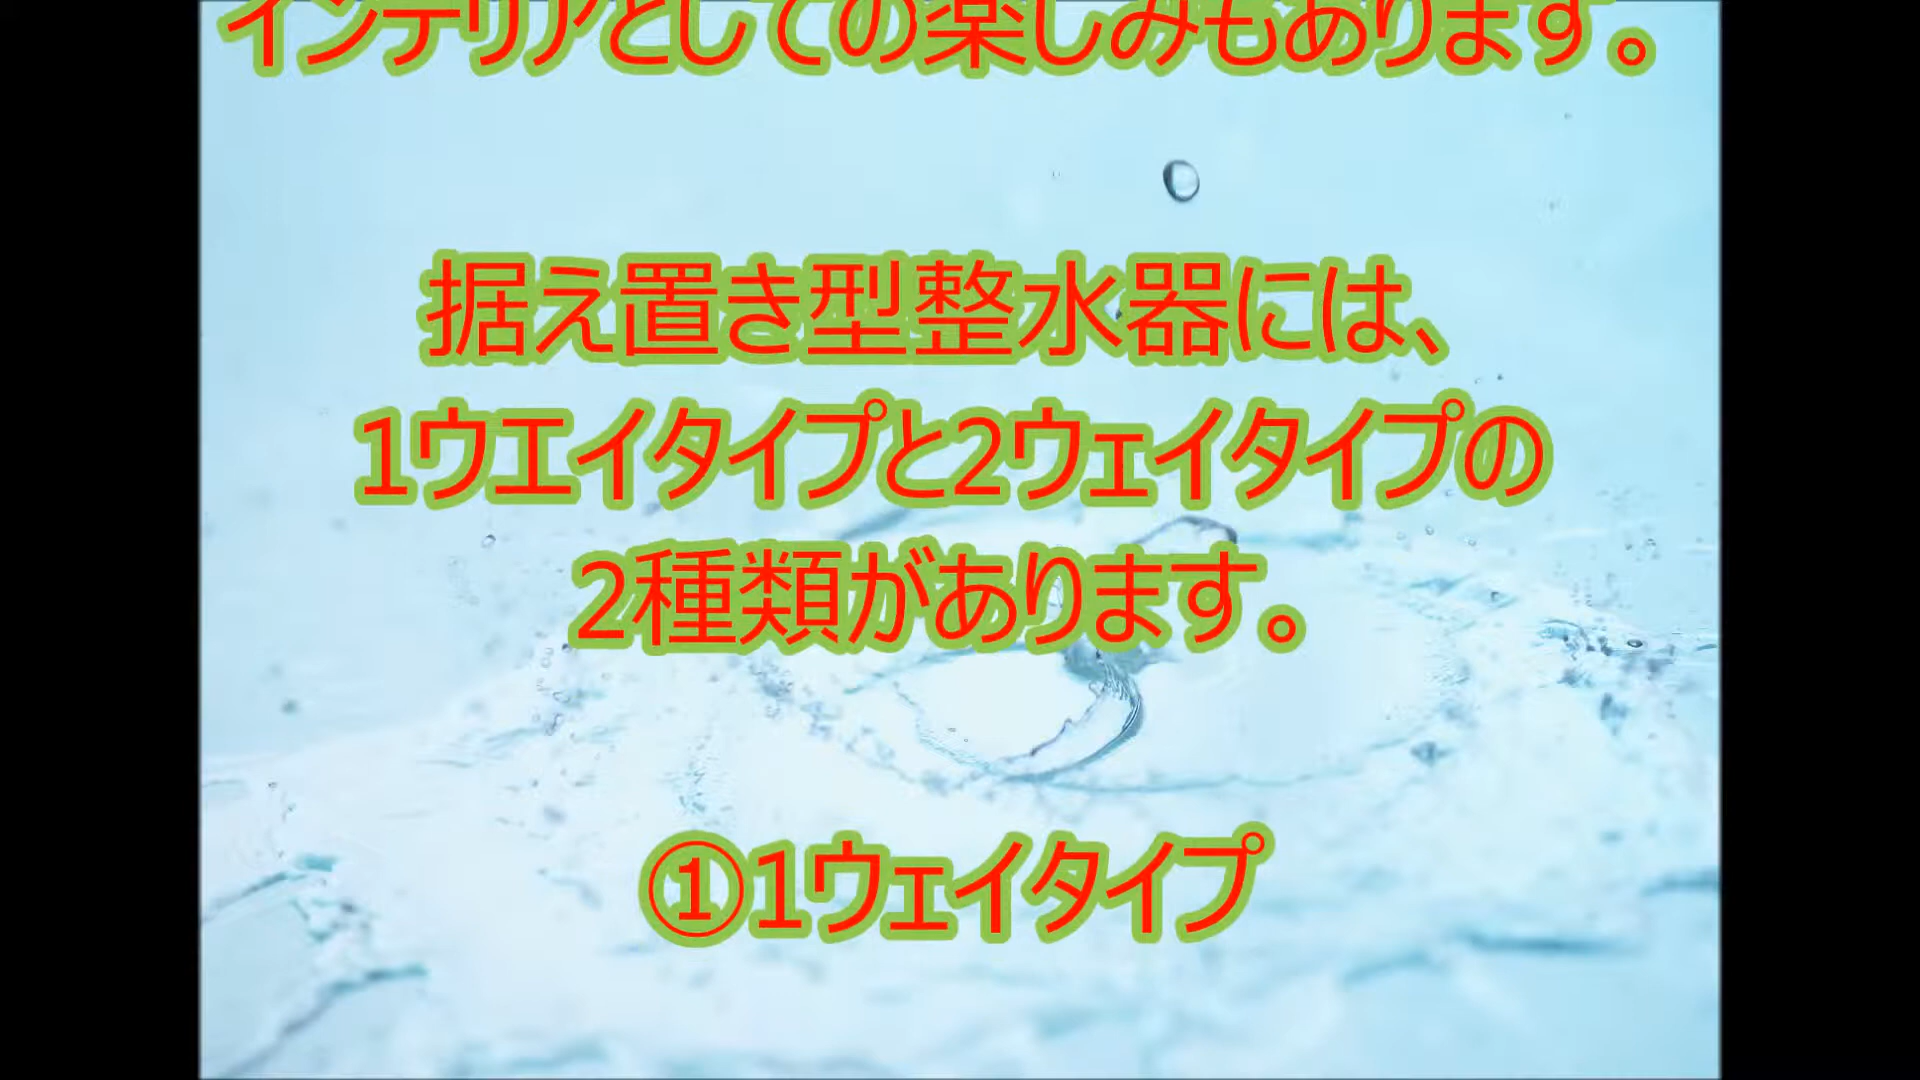 インテリアとしての楽しみもあります。
据え置き型整水器には、
1ウエイタイプと2ウェイタイプの
2種類があります。
①1ウェイタイプ